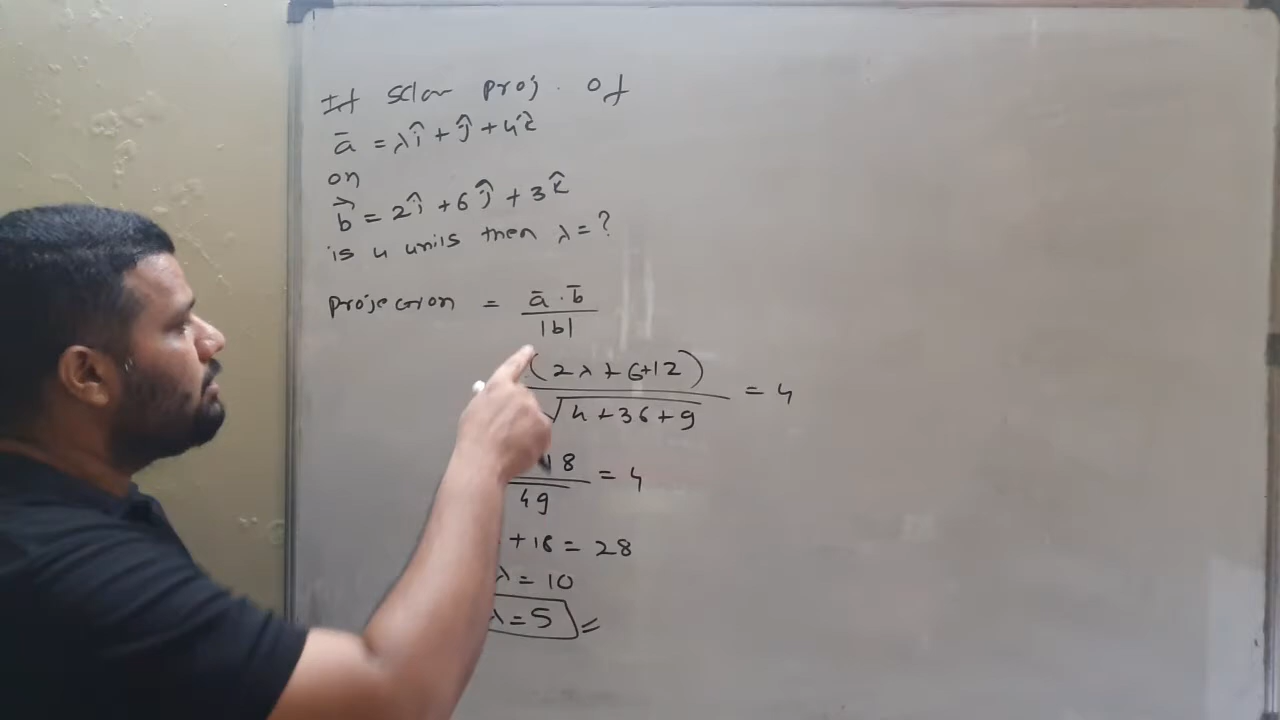 If sclar proj. of
a̅ = λî + ĵ + 4k̂
on
b⃗ = 2î + 6ĵ + 3k̂
is 4 units then λ = ?
projection = a̅ . b̅ / |b|
(2λ + 6+12) / √4+36+9 = 4
18 / 49 = 4
+18 = 28
λ = 10
λ = 5